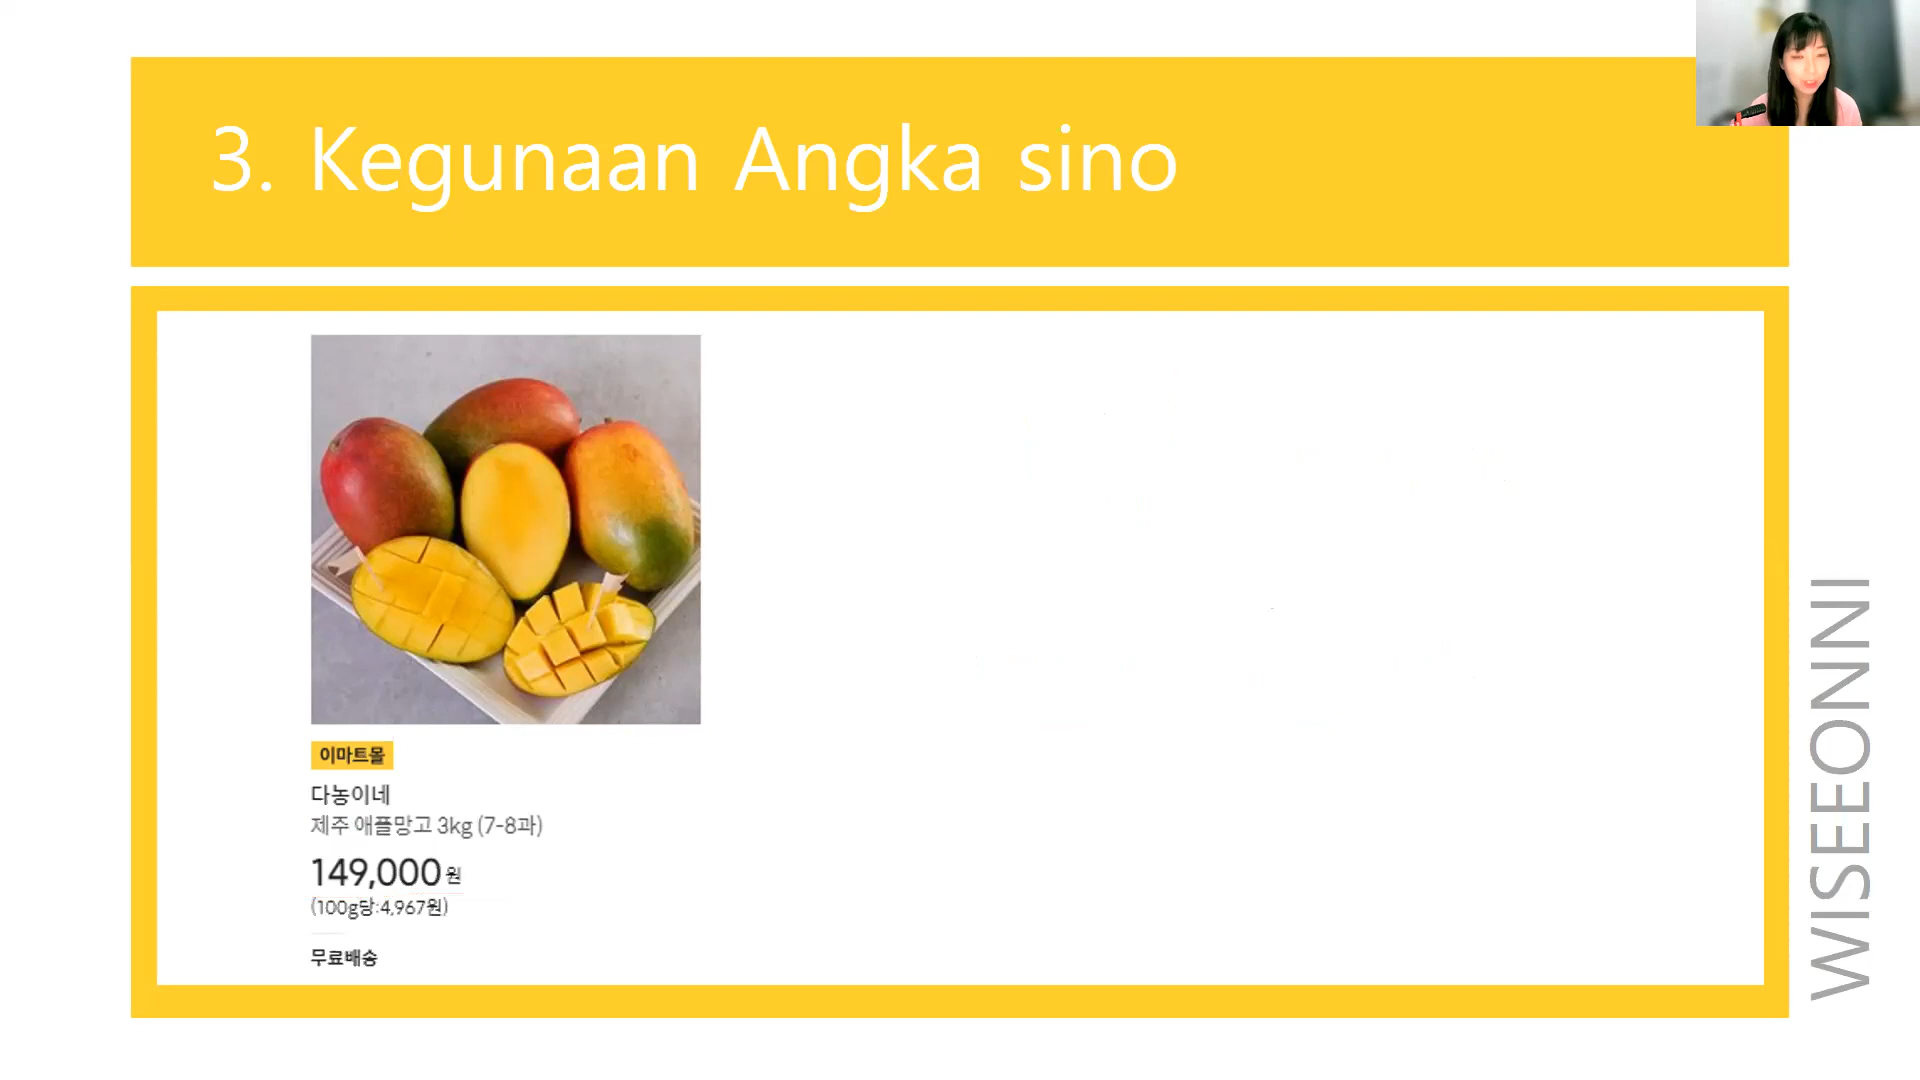 3. Kegunaan Angka sino
이마트몰
다농이네
제주 애플망고 3kg (7-8과)
149,000원
(100g당:4,967원)
무료배송
WISEEONNI